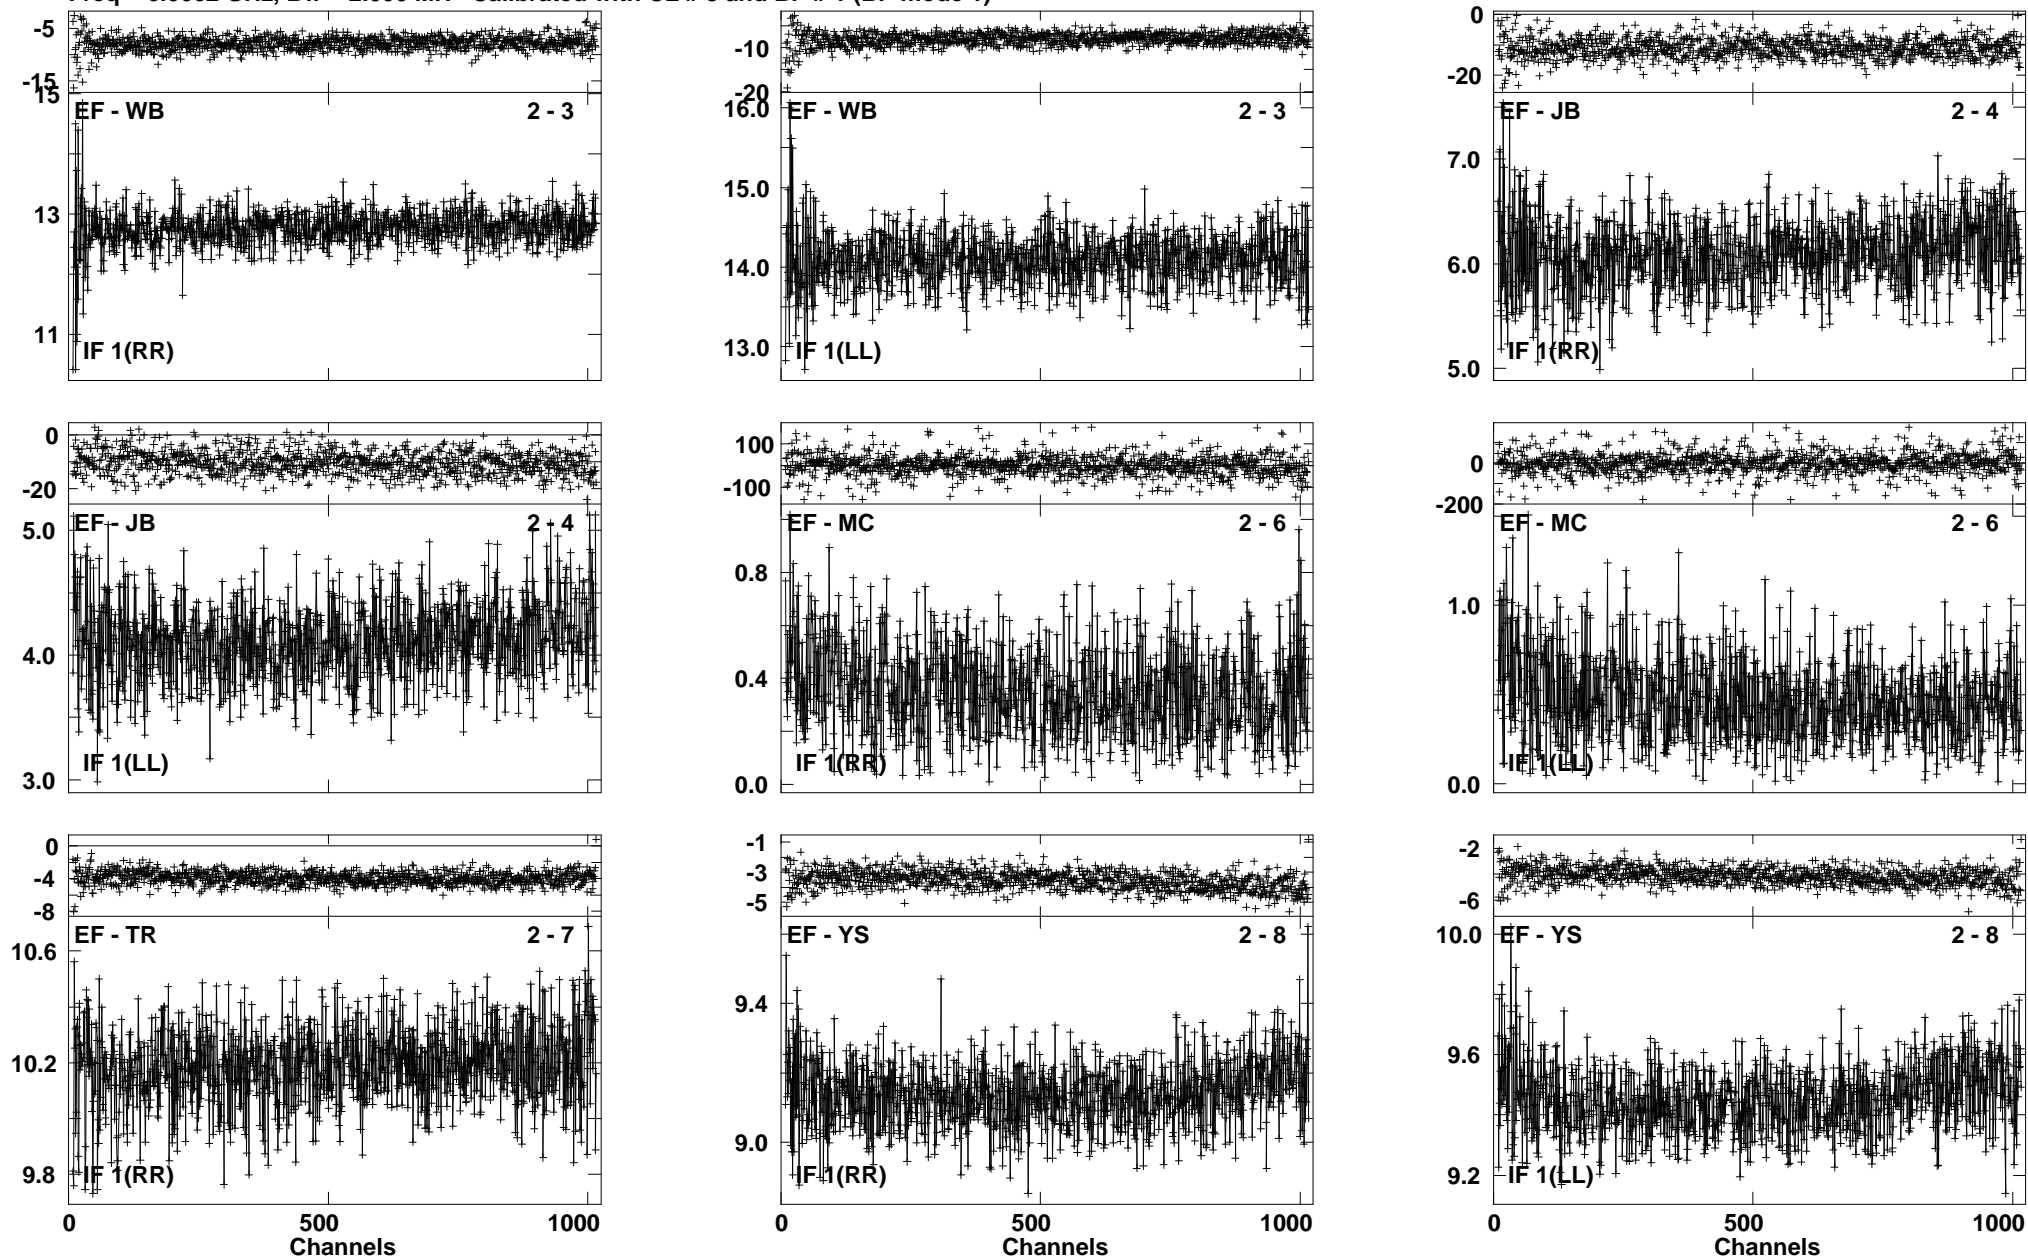 -5
-15
15
EF - WB 2 - 3
13
11
IF 1(RR)
-10
-20
16.0
EF - WB 2 - 3
15.0
14.0
13.0
IF 1(LL)
0
-20
EF - JB 2 - 4
7.0
6.0
5.0
IF 1(RR)
0
-20
EF - JB 2 - 4
5.0
4.0
3.0
IF 1(LL)
100
-100
EF - MC 2 - 6
0.8
0.4
0.0
IF 1(RR)
0
-200
EF - MC 2 - 6
1.0
0.0
IF 1(LL)
0
-4
-8
EF - TR 2 - 7
10.6
10.2
9.8
IF 1(RR)
0 500 1000
Channels
-1
-3
-5
EF - YS 2 - 8
9.4
9.0
IF 1(RR)
0 500 1000
Channels
-2
-6
EF - YS 2 - 8
10.0
9.6
9.2
IF 1(LL)
0 500 1000
Channels